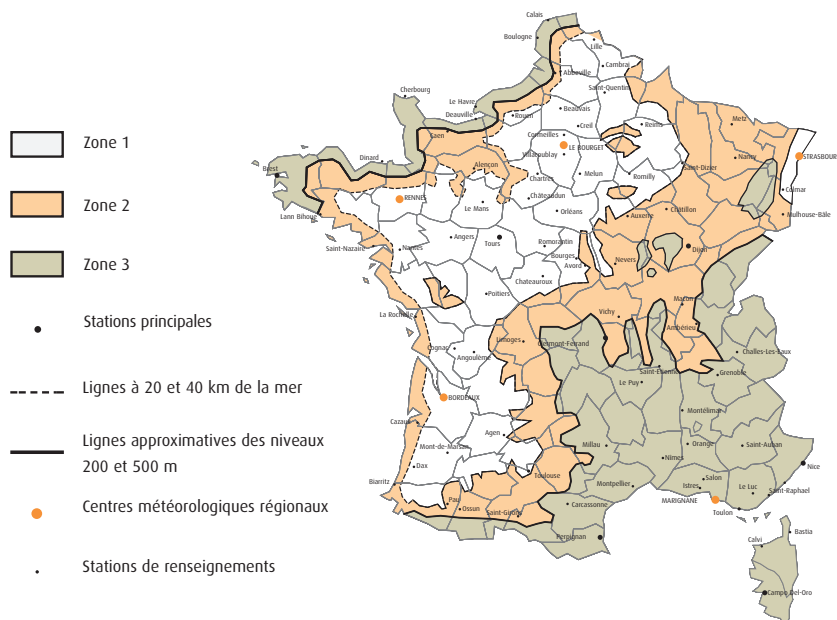 Zone 1
Zone 2
Zone 3
Stations principales
Lignes à 20 et 40 km de la mer
Lignes approximatives des niveaux
200 et 500 m
Centres météorologiques régionaux
Stations de renseignements
Calais
Boulogne
Lille
Cambrai
Abbeville
Saint-Quentin
Cherbourg
Le Havre
Deauville
Rouen
Beauvais
Creil
Reims
Metz
Caen
Cormeilles
LE BOURGET
Villacoublay
Nancy
STRASBOUR
Brest
Dinard
Alençon
Chartres
Melun
Romilly
Saint-Dizier
Colmar
RENNES
Châteaudun
Le Mans
Orléans
Auxerre
Châtillon
Mulhouse-Bâle
Lann Bihoue
Saint-Nazaire
Nantes
Angers
Tours
Romorantin
Bourges
Avord
Nevers
Dijon
Chateauroux
Poitiers
Macon
La Rochelle
Vichy
Ambérieu
Limoges
Clermont-Ferrand
Cognac
Angoulème
Challes-Les-Eaux
Saint-Étienne
Grenoble
Le Puy
BORDEAUX
Montélimar
Cazaux
Agen
Mont-de-Marsan
Millau
Orange
Saint-Auban
Dax
Nimes
Nice
Toulouse
Biarritz
Montpellier
Salon
Istres
Le Luc
Saint-Raphael
Pau
Ossun
Saint-Girons
Carcassonne
MARIGNANE
Toulon
Perpignan
Bastia
Calvi
Campo Del-Oro